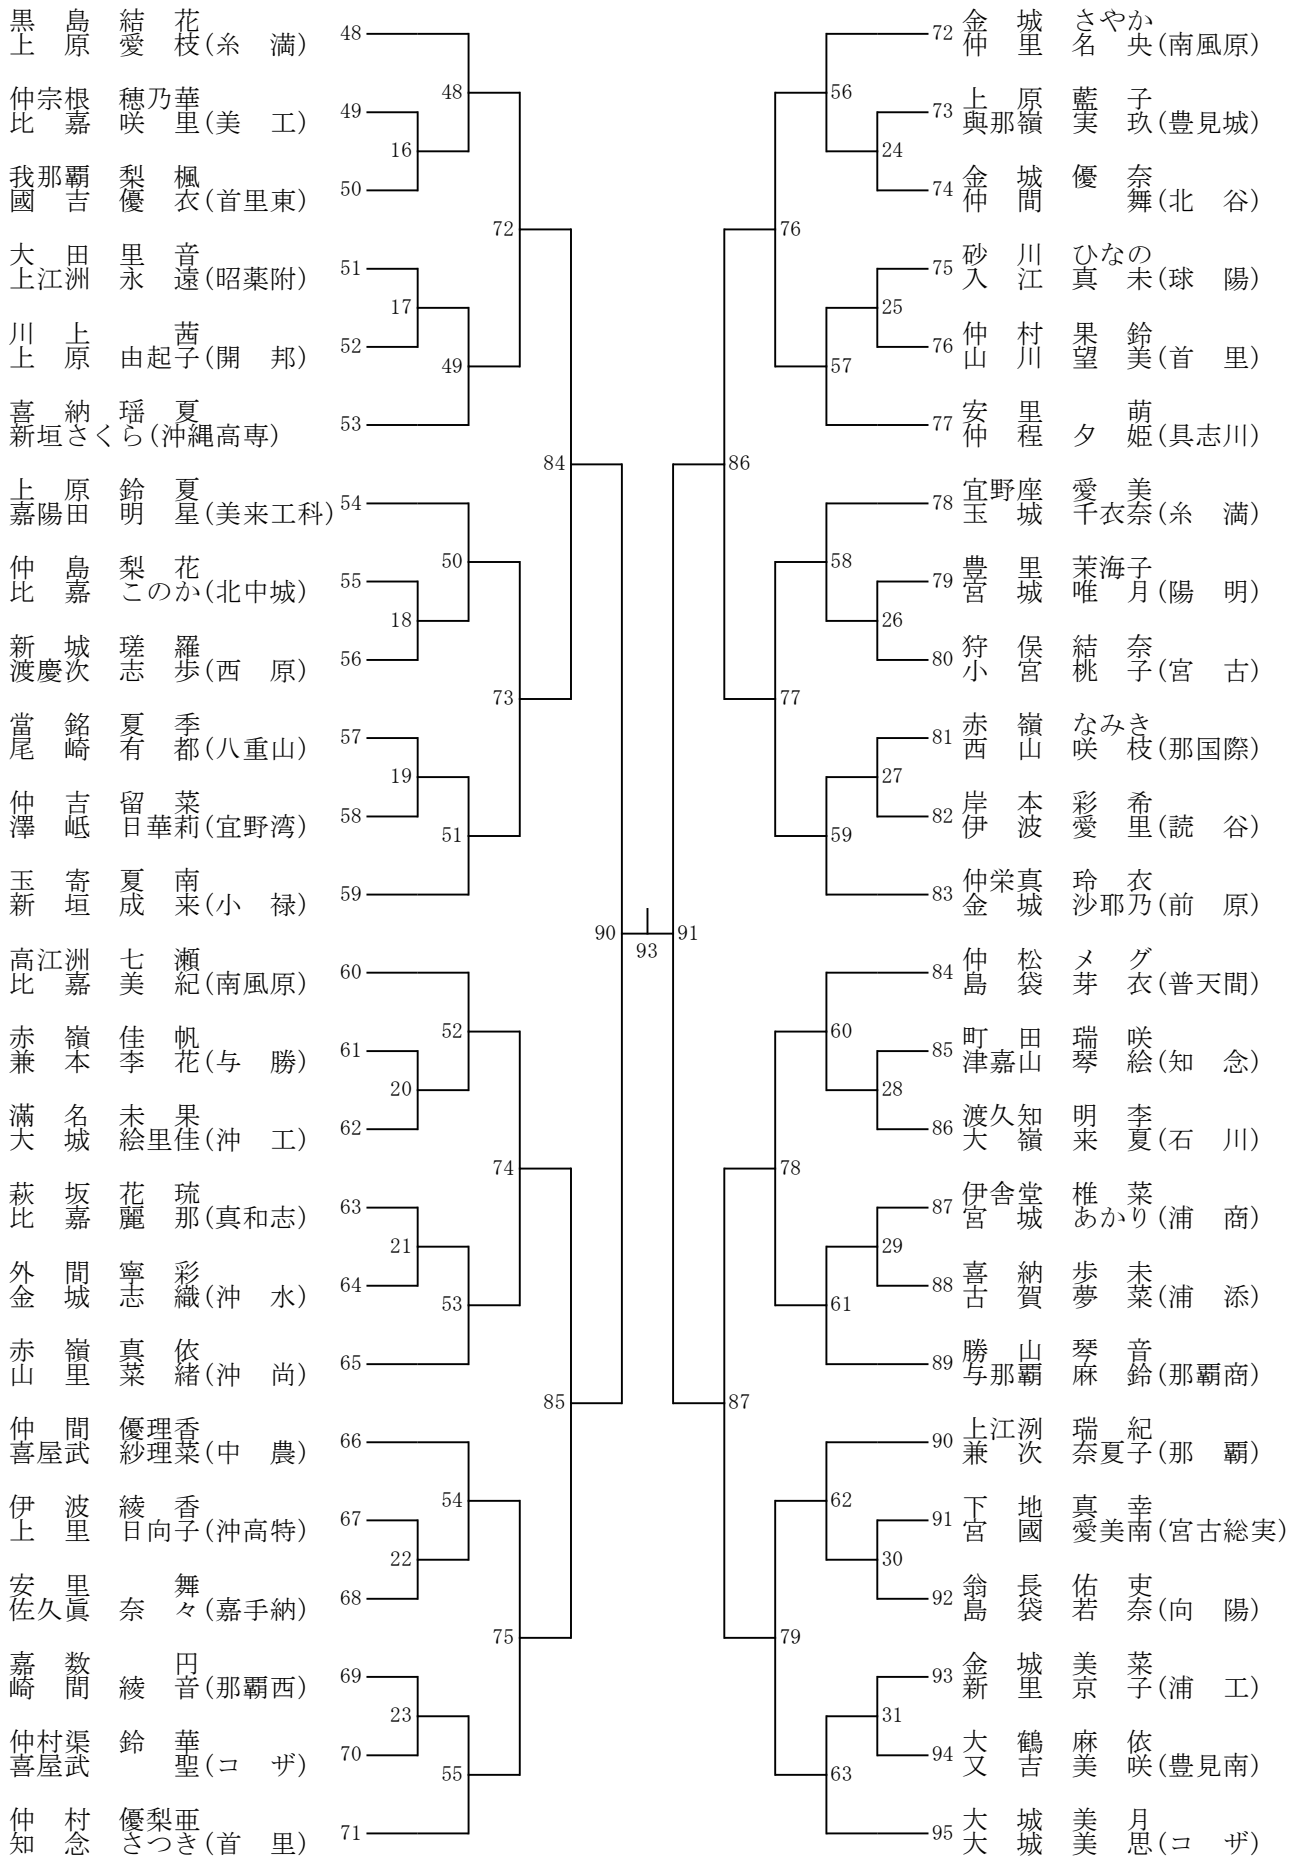 黒島結花
上原愛枝(糸満) 48
仲宗根穂乃華
比嘉咲里(美工) 49
我那覇梨楓
國吉優衣(首里東) 50
大田里音
上江洲永遠(昭薬附) 51
川上茜
上原由起子(開邦) 52
喜納瑶夏
新垣さくら(沖縄高専) 53
上原鈴夏
嘉陽田明星(美来工科) 54
仲島梨花
比嘉このか(北中城) 55
新城瑳羅
渡慶次志歩(西原) 56
當銘夏季
尾崎有都(八重山) 57
仲吉留菜
澤岻日華莉(宜野湾) 58
玉寄夏南
新垣成来(小禄) 59
高江洲七瀬
比嘉美紀(南風原) 60
赤嶺佳帆
兼本李花(与勝) 61
滿名未果
大城絵里佳(沖工) 62
萩坂花琉
比嘉麗那(真和志) 63
外間寧彩
金城志織(沖水) 64
赤嶺真依
山里菜緒(沖尚) 65
仲間優理香
喜屋武紗理菜(中農) 66
伊波綾香
上里日向子(沖高特) 67
安里舞
佐久眞奈々(嘉手納) 68
嘉数円
崎間綾音(那覇西) 69
仲村渠鈴華
喜屋武聖(コザ) 70
仲村優梨亜
知念さつき(首里) 71
16
17
18
19
20
21
22
23
48
49
50
51
52
53
54
55
72
73
74
75
84
85
90
93
91
86
87
76
77
78
79
56
57
58
59
60
61
62
63
24
25
26
27
28
29
30
31
金城さやか
72 仲里名央(南風原)
上原藍子
73 與那嶺実玖(豊見城)
金城優奈
74 仲間舞(北谷)
砂川ひなの
75 入江真未(球陽)
仲村果鈴
76 山川望美(首里)
安里萌
77 仲程夕姫(具志川)
宜野座愛美
78 玉城千衣奈(糸満)
豊里茉海子
79 宮城唯月(陽明)
狩俣結奈
80 小宮桃子(宮古)
赤嶺なみき
81 西山咲枝(那国際)
岸本彩希
82 伊波愛里(読谷)
仲栄真玲衣
83 金城沙耶乃(前原)
仲松メグ
84 島袋芽衣(普天間)
町田瑞咲
85 津嘉山琴絵(知念)
渡久知明李
86 大嶺来夏(石川)
伊舎堂椎菜
87 宮城あかり(浦商)
喜納歩未
88 古賀夢菜(浦添)
勝山琴音
89 与那覇麻鈴(那覇商)
上江洌瑞紀
90 兼次奈夏子(那覇)
下地真幸
91 宮國愛美南(宮古総実)
翁長佑吏
92 島袋若奈(向陽)
金城美菜
93 新里京子(浦工)
大鶴麻依
94 又吉美咲(豊見南)
大城美月
95 大城美思(コザ)